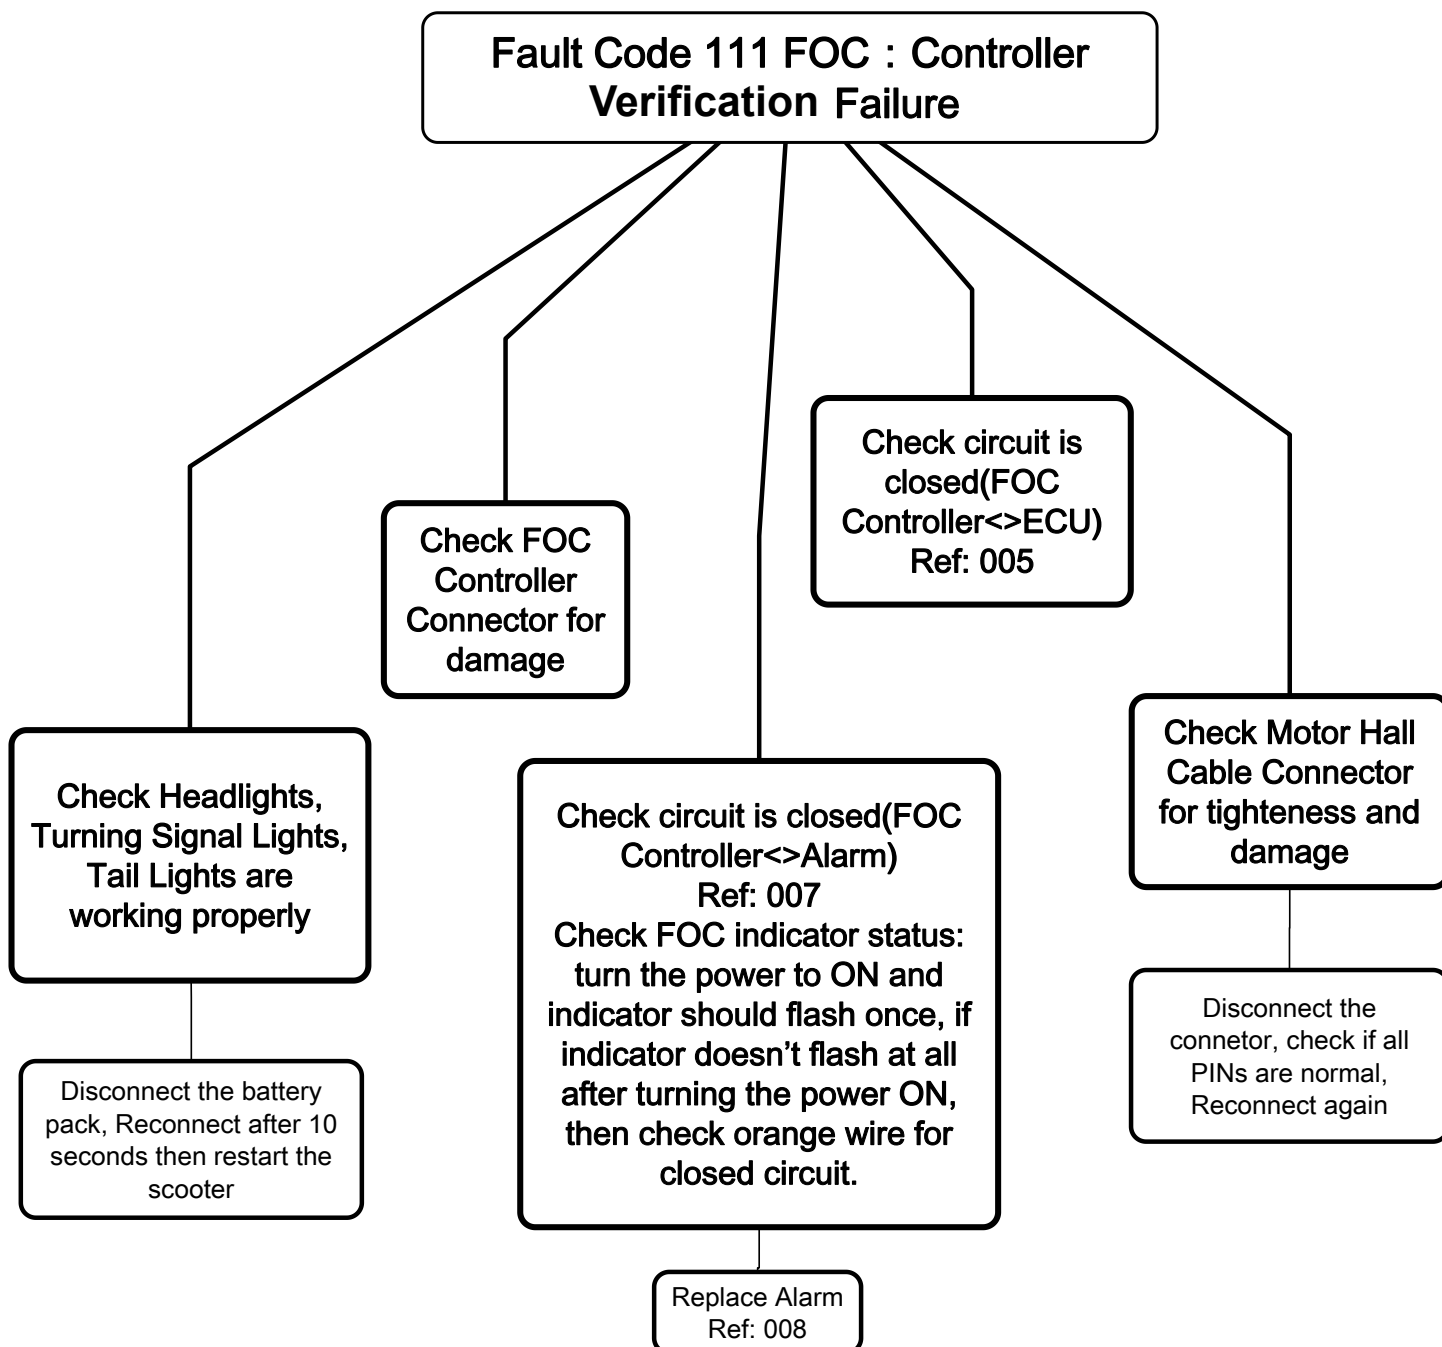 Fault Code 111 FOC : Controller
Verification Failure
Check circuit is
closed(FOC
Controller<>ECU)
Ref: 005
Check FOC
Controller
Connector for
damage
Check Motor Hall
Cable Connector
for tighteness and
damage
Check Headlights,
Turning Signal Lights,
Tail Lights are
working properly
Check circuit is closed(FOC
Controller<>Alarm)
Ref: 007
Check FOC indicator status:
turn the power to ON and
indicator should flash once, if
indicator doesn’t flash at all
after turning the power ON,
then check orange wire for
closed circuit.
Disconnect the
connetor, check if all
PINs are normal,
Reconnect again
Disconnect the battery
pack, Reconnect after 10
seconds then restart the
scooter
Replace Alarm
Ref: 008